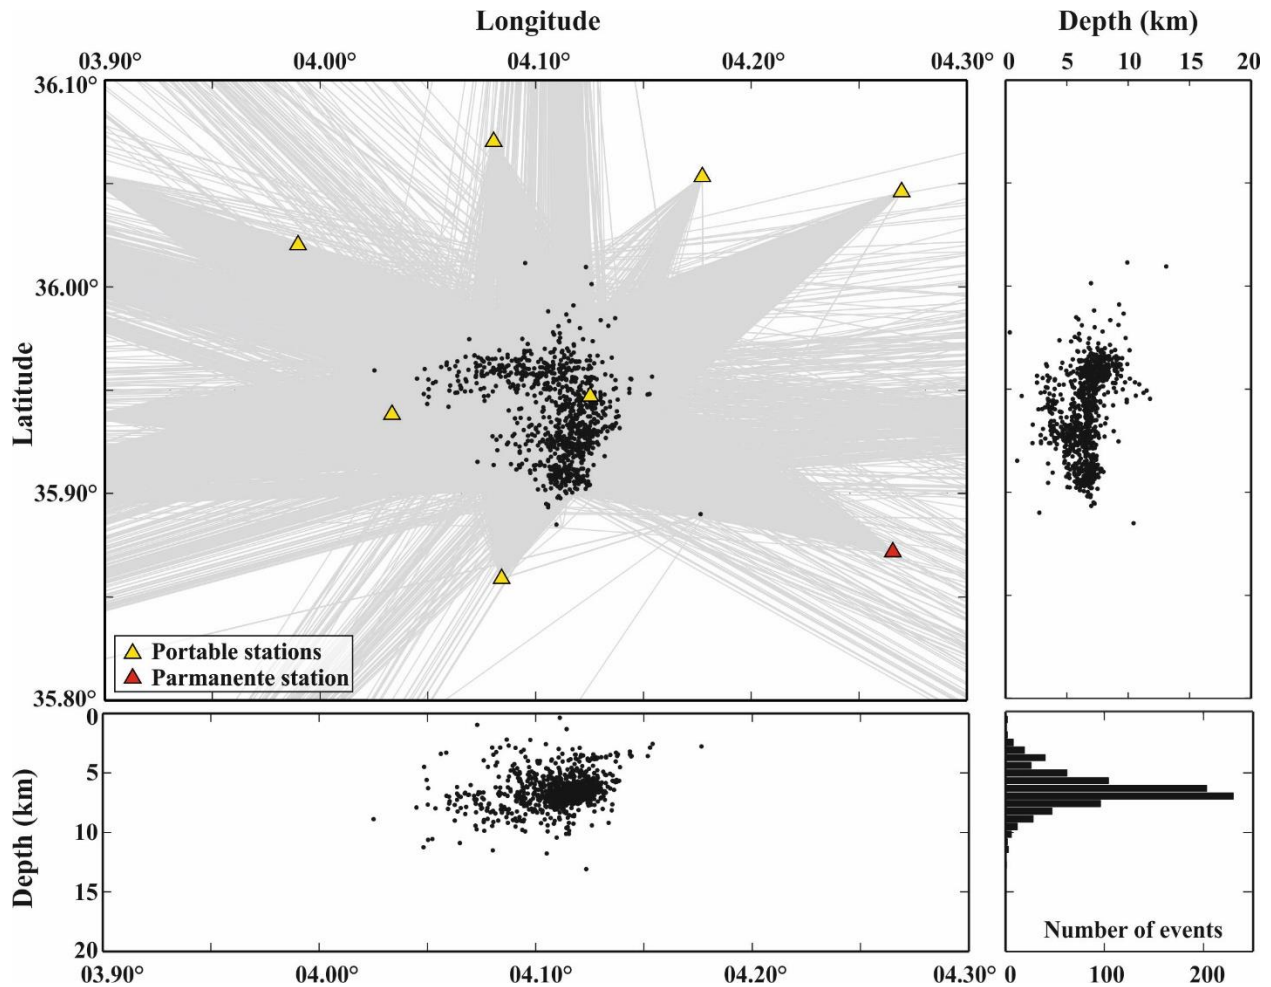 Longitude
Depth (km)
03.90° 04.00° 04.10° 04.20° 04.30°
0 5 10 15 20
36.10°
36.00°
Latitude
35.90°
35.80°
Portable stations
Parmanente station
0
5
Depth (km)
10
15
20
Number of events
03.90° 04.00° 04.10° 04.20° 04.30°
0 100 200